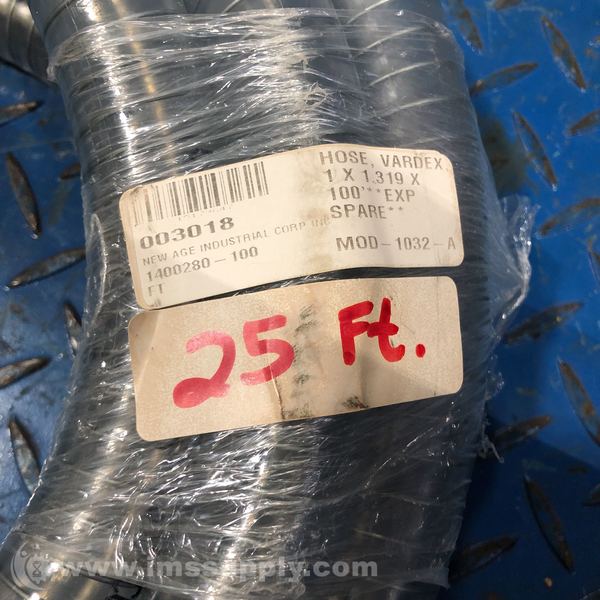 003018
NEW AGE INDUSTRIAL CORP INC
1400280-100
FT
HOSE, VARDEX,
1 X 1.319 X
100'**EXP
SPARE**
MOD-1032-A
25 Ft.
www.imssupply.com